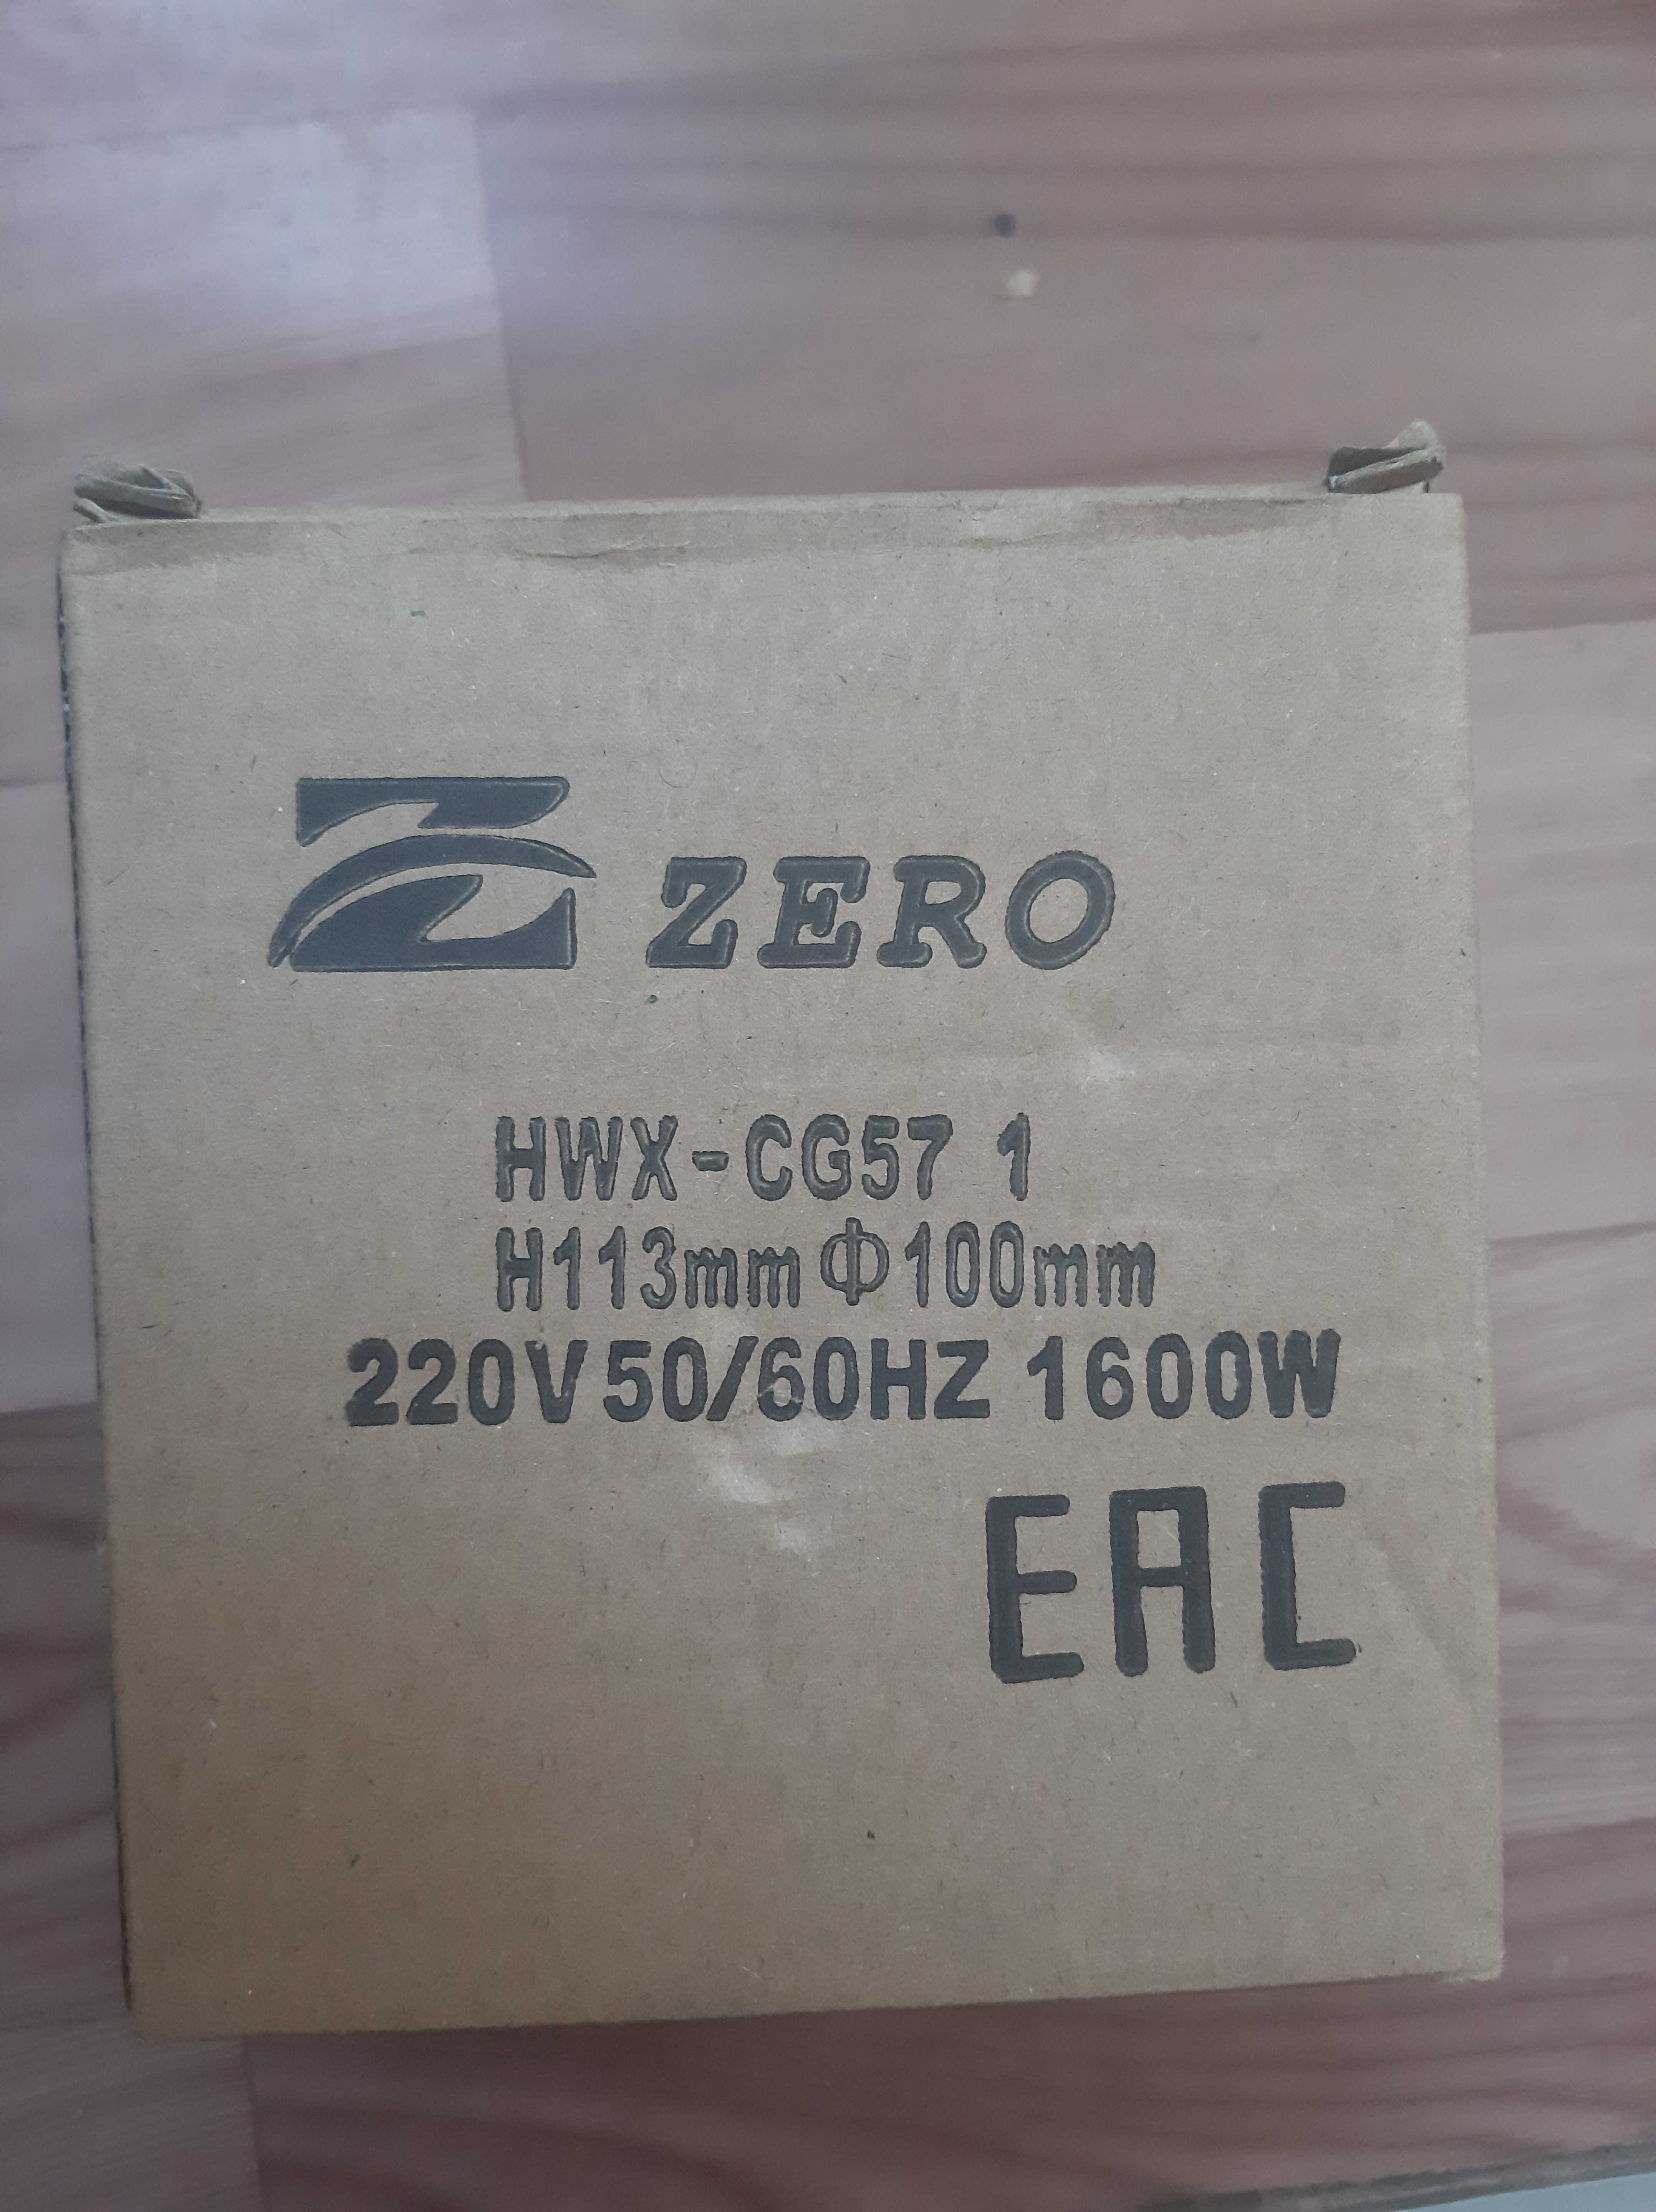 ZERO
HWX-CG57 1
H113mm Φ100mm
220V 50/60HZ 1600W
EAC